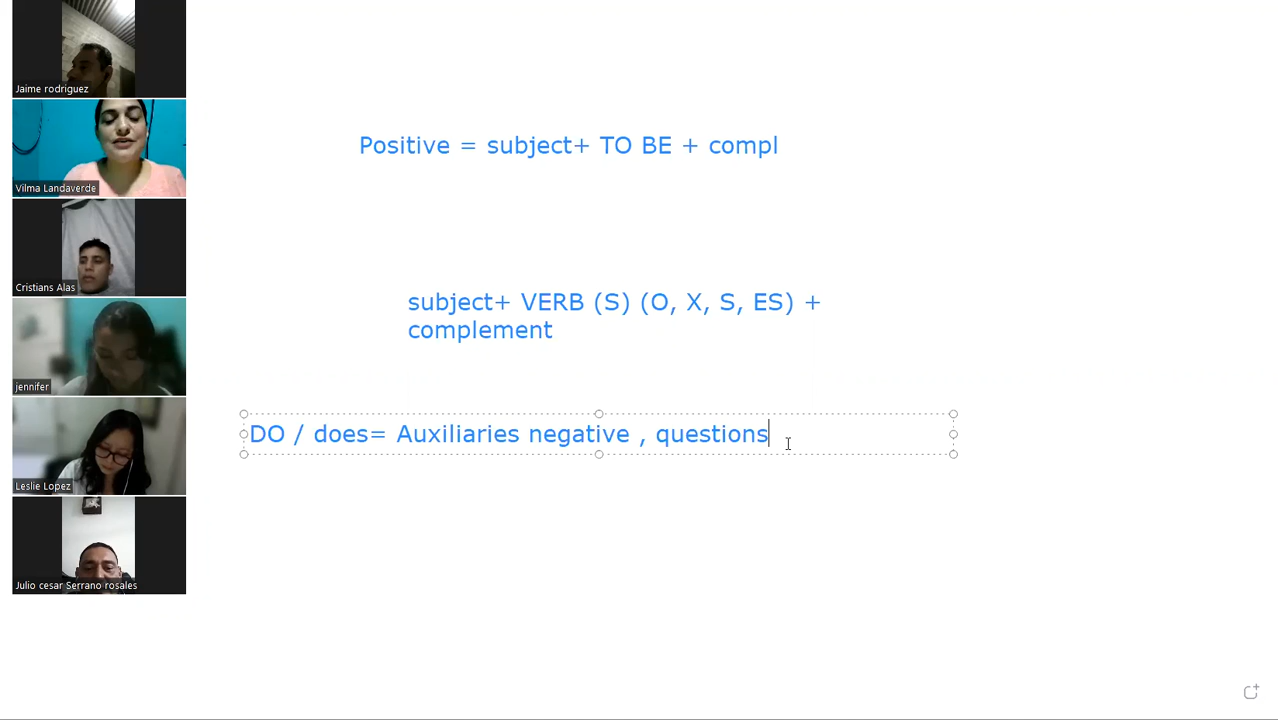 Jaime rodriguez
Vilma Landaverde
Cristians Alas
jennifer
Leslie Lopez
Julio cesar Serrano rosales
Positive = subject+ TO BE + compl
subject+ VERB (S) (O, X, S, ES) +
complement
DO / does= Auxiliaries negative , questions